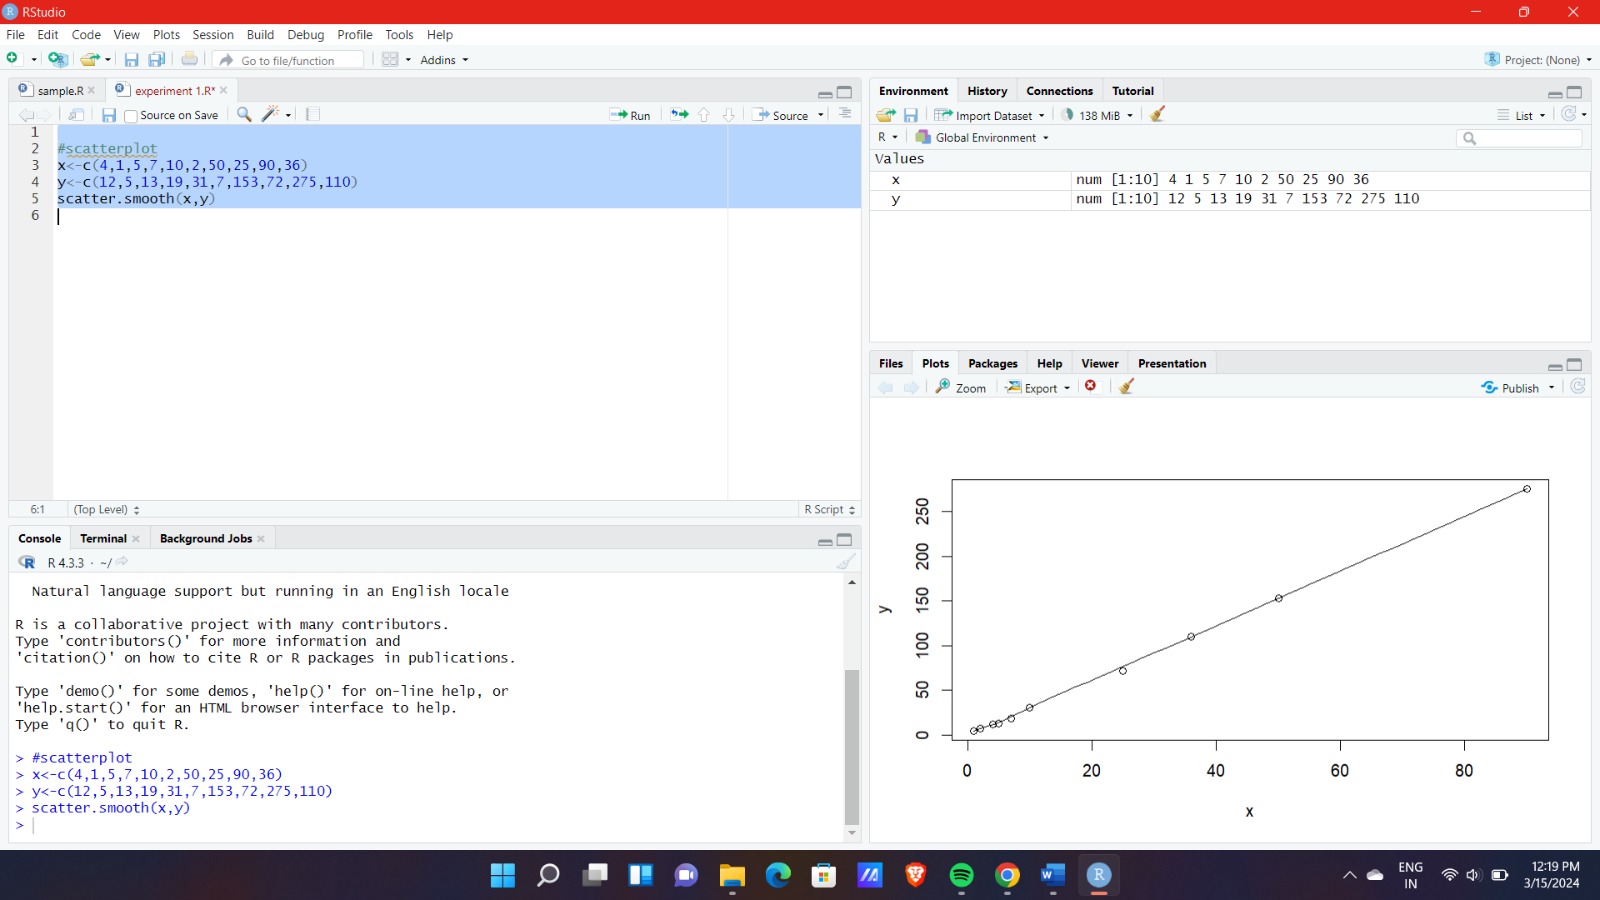 RStudio
File Edit Code View Plots Session Build Debug Profile Tools Help
Go to file/function Addins Project: (None)
sample.R experiment 1.R*
Source on Save Run Source
1
2 #scatterplot
3 x<-c(4,1,5,7,10,2,50,25,90,36)
4 y<-c(12,5,13,19,31,7,153,72,275,110)
5 scatter.smooth(x,y)
6
6:1 (Top Level) R Script
Console Terminal Background Jobs
R R 4.3.3 · ~/
Natural language support but running in an English locale
R is a collaborative project with many contributors.
Type 'contributors()' for more information and
'citation()' on how to cite R or R packages in publications.
Type 'demo()' for some demos, 'help()' for on-line help, or
'help.start()' for an HTML browser interface to help.
Type 'q()' to quit R.
> #scatterplot
> x<-c(4,1,5,7,10,2,50,25,90,36)
> y<-c(12,5,13,19,31,7,153,72,275,110)
> scatter.smooth(x,y)
>
Environment History Connections Tutorial
Import Dataset 138 MiB List
R Global Environment
Values
x num [1:10] 4 1 5 7 10 2 50 25 90 36
y num [1:10] 12 5 13 19 31 7 153 72 275 110
Files Plots Packages Help Viewer Presentation
Zoom Export Publish
250
200
150
100
50
0
y
0 20 40 60 80
x
ENG
IN
12:19 PM
3/15/2024